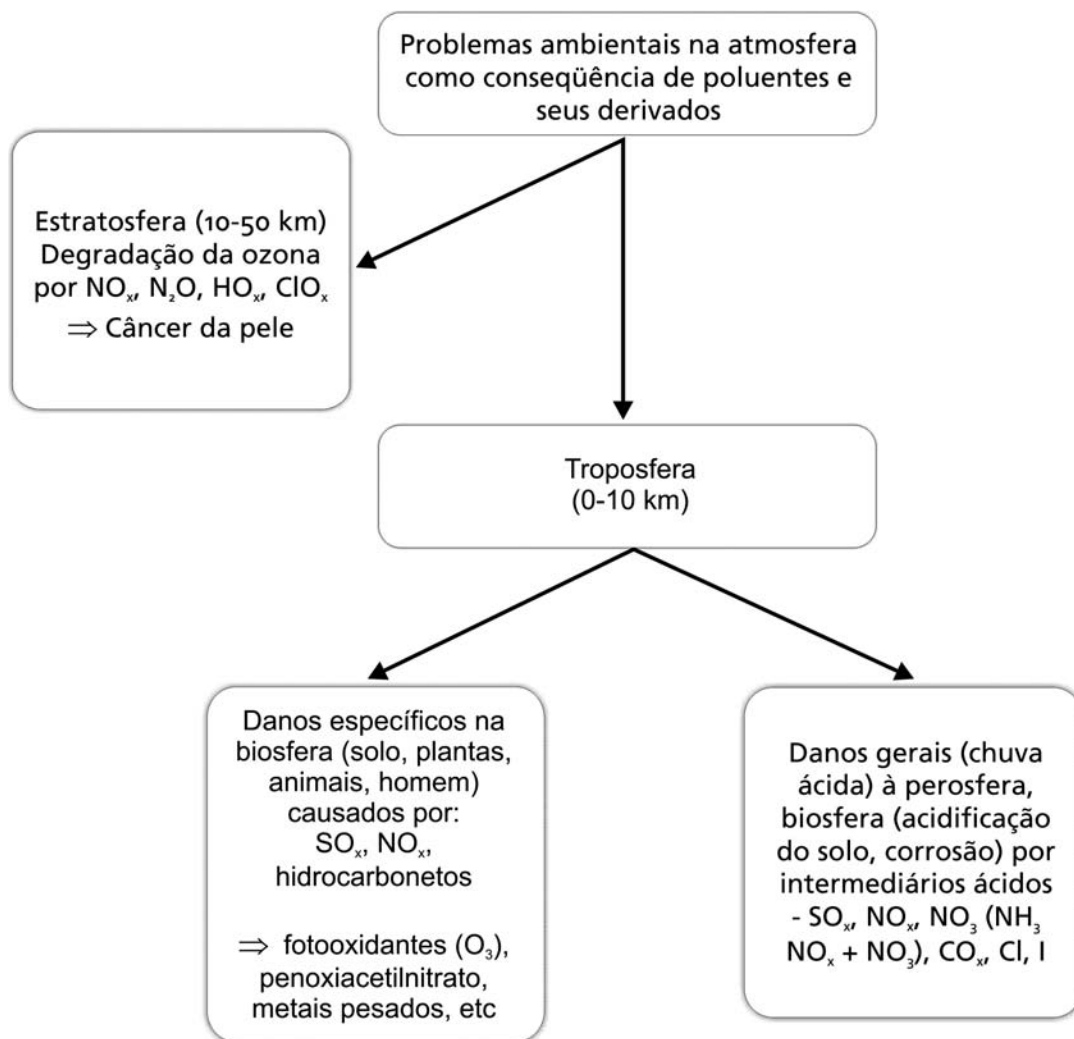 Problemas ambientais na atmosfera
como conseqüência de poluentes e
seus derivados
Estratosfera (10-50 km)
Degradação da ozona
por NOₓ, N₂O, HOₓ, ClOₓ
⇒ Câncer da pele
Troposfera
(0-10 km)
Danos específicos na
biosfera (solo, plantas,
animais, homem)
causados por:
SOₓ, NOₓ,
hidrocarbonetos
⇒ fotooxidantes (O₃),
penoxiacetilnitrato,
metais pesados, etc
Danos gerais (chuva
ácida) à perosfera,
biosfera (acidificação
do solo, corrosão) por
intermediários ácidos
- SOₓ, NOₓ, NO₃ (NH₃
NOₓ + NO₃), COₓ, Cl, I